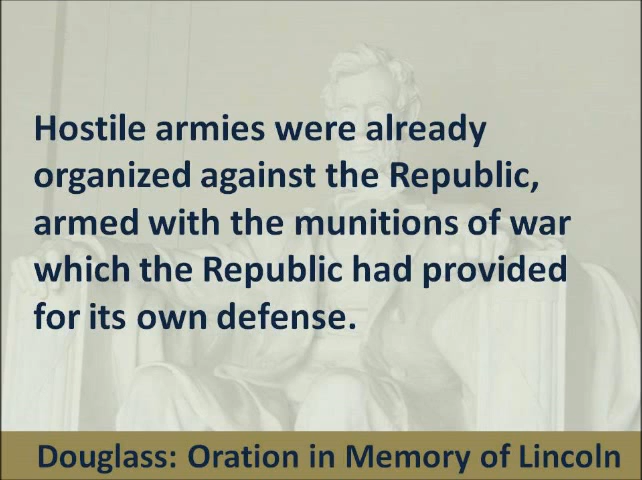 Hostile armies were already
organized against the Republic,
armed with the munitions of war
which the Republic had provided
for its own defense.
Douglass: Oration in Memory of Lincoln